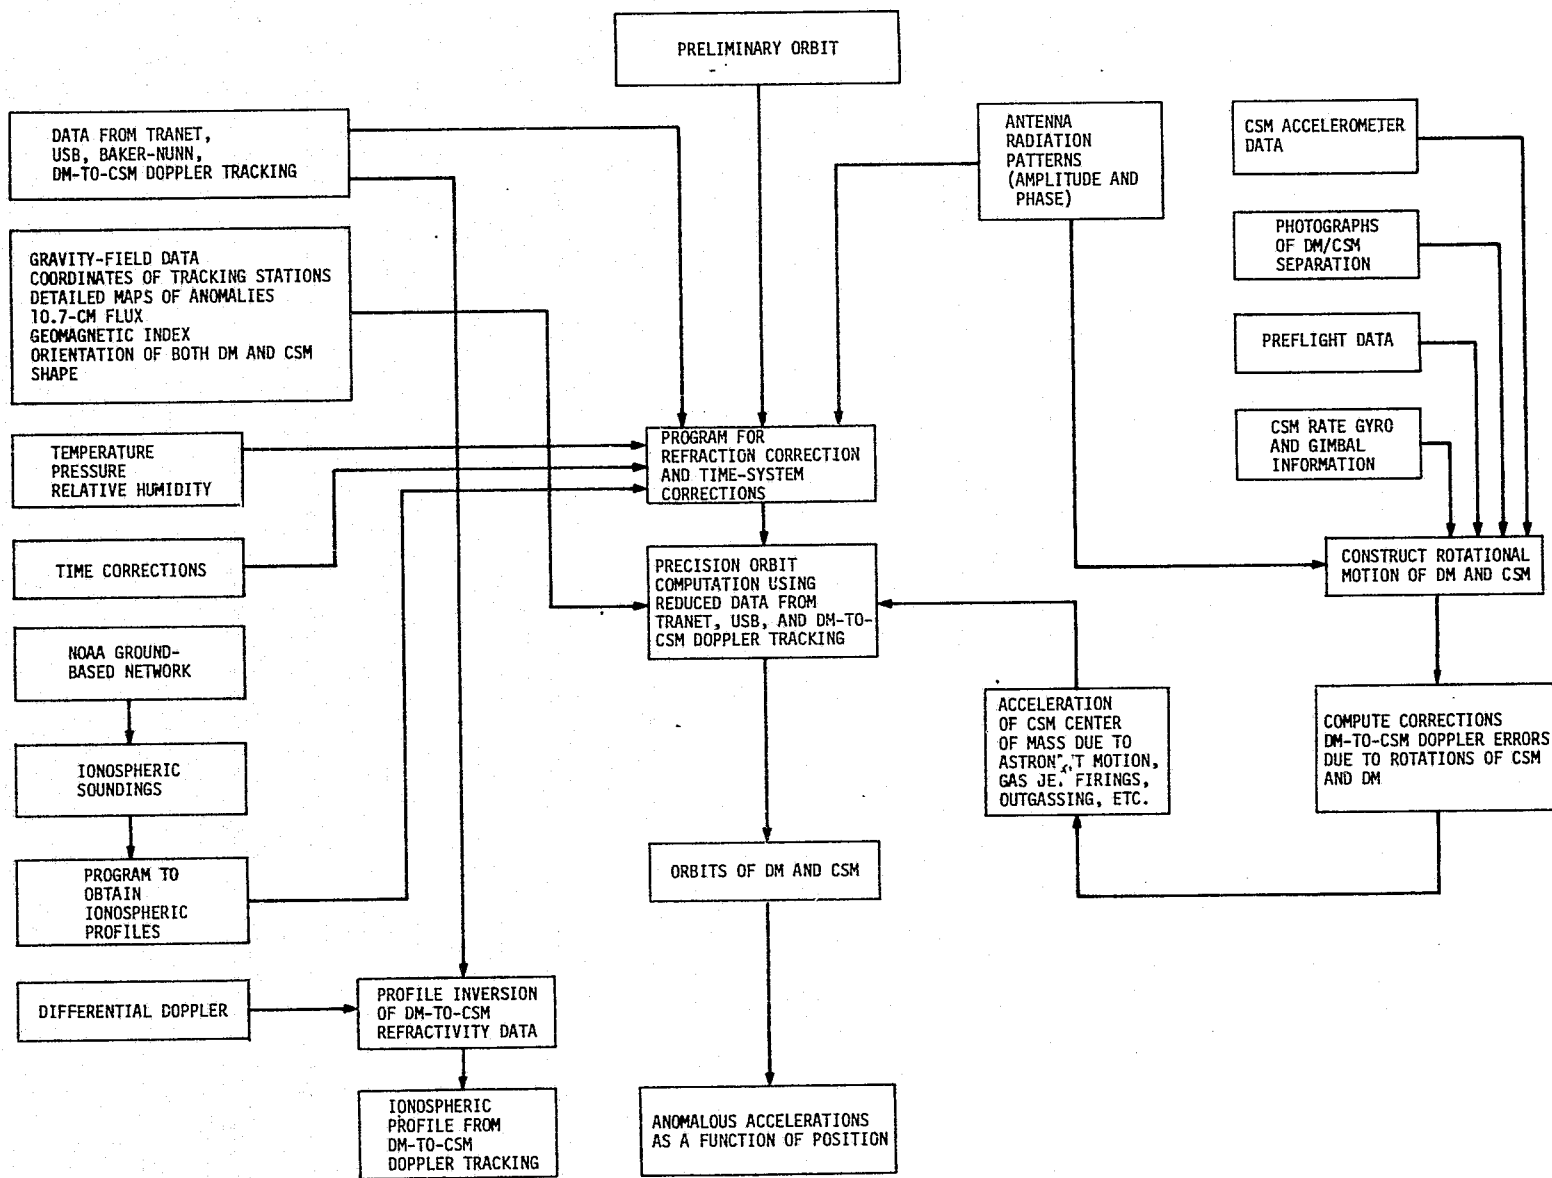 PRELIMINARY ORBIT
DATA FROM TRANET,
USB, BAKER-NUNN,
DM-TO-CSM DOPPLER TRACKING
ANTENNA
RADIATION
PATTERNS
(AMPLITUDE AND
PHASE)
CSM ACCELEROMETER
DATA
PHOTOGRAPHS
OF DM/CSM
SEPARATION
GRAVITY-FIELD DATA
COORDINATES OF TRACKING STATIONS
DETAILED MAPS OF ANOMALIES
10.7-CM FLUX
GEOMAGNETIC INDEX
ORIENTATION OF BOTH DM AND CSM
SHAPE
PREFLIGHT DATA
CSM RATE GYRO
AND GIMBAL
INFORMATION
TEMPERATURE
PRESSURE
RELATIVE HUMIDITY
PROGRAM FOR
REFRACTION CORRECTION
AND TIME-SYSTEM
CORRECTIONS
TIME CORRECTIONS
PRECISION ORBIT
COMPUTATION USING
REDUCED DATA FROM
TRANET, USB, AND DM-TO-
CSM DOPPLER TRACKING
CONSTRUCT ROTATIONAL
MOTION OF DM AND CSM
NOAA GROUND-
BASED NETWORK
ACCELERATION
OF CSM CENTER
OF MASS DUE TO
MOTION,
GAS FIRINGS,
OUTGASSING, ETC.
COMPUTE CORRECTIONS
DM-TO-CSM DOPPLER ERRORS
DUE TO ROTATIONS OF CSM
AND DM
IONOSPHERIC
SOUNDINGS
PROGRAM TO
OBTAIN
IONOSPHERIC
PROFILES
ORBITS OF DM AND CSM
DIFFERENTIAL DOPPLER
PROFILE INVERSION
OF DM-TO-CSM
REFRACTIVITY DATA
IONOSPHERIC
PROFILE FROM
DM-TO-CSM
DOPPLER TRACKING
ANOMALOUS ACCELERATIONS
AS A FUNCTION OF POSITION